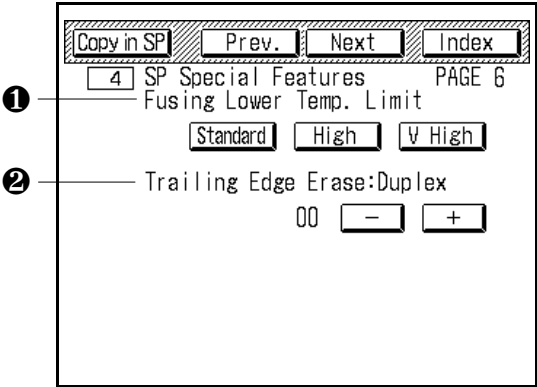 Copy in SP Prev. Next Index
4 SP Special Features PAGE 6
❶ Fusing Lower Temp. Limit
Standard High V High
❷ Trailing Edge Erase:Duplex
00 − +